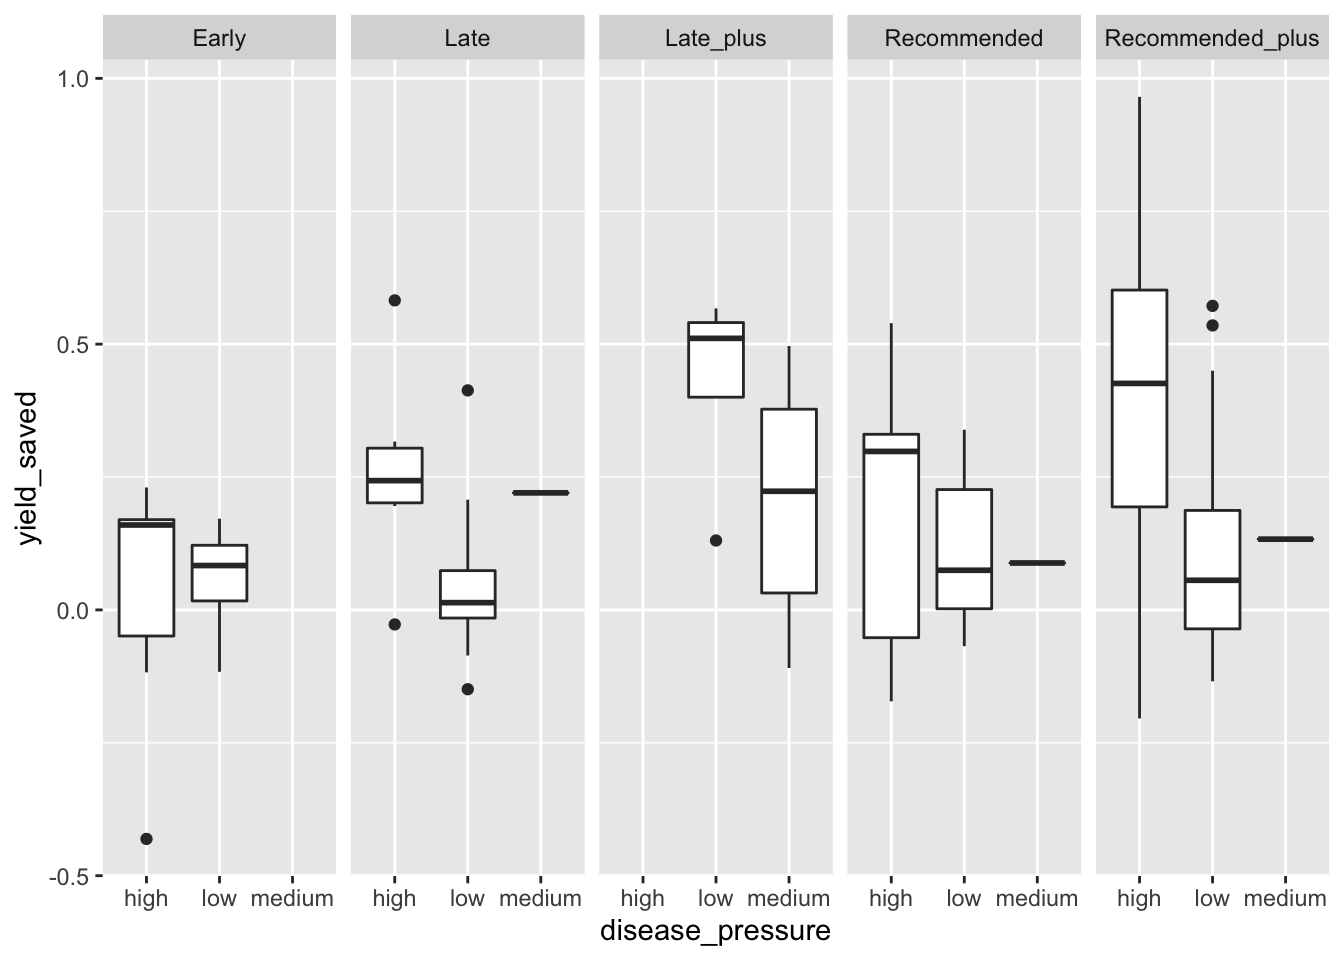 Early Late Late_plus Recommended Recommended_plus
1.0
0.5
0.0
-0.5
yield_saved
high low medium high low medium high low medium high low medium high low medium
disease_pressure